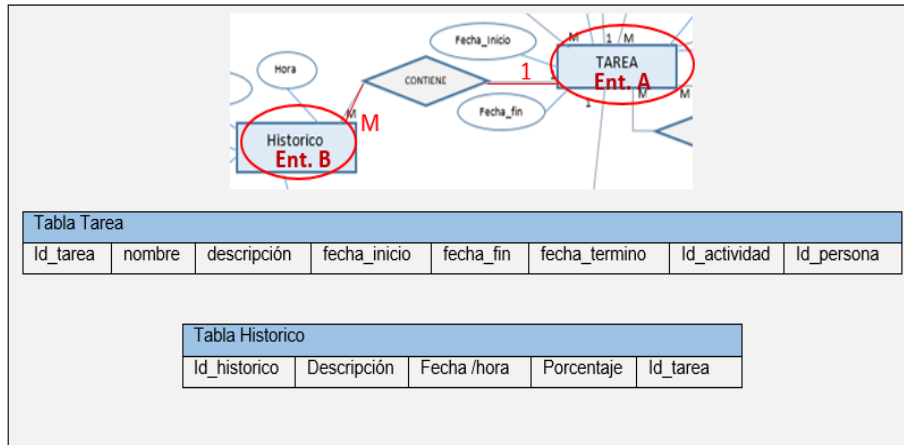 M 1 M
Fecha_Inicio
TAREA
Hora
1
Ent. A
CONTIENE
M M
1
Fecha_fin
M
M
Historico
Ent. B
Tabla Tarea
Id_tarea nombre descripción fecha_inicio fecha_fin fecha_termino Id_actividad Id_persona
Tabla Historico
Id_historico Descripción Fecha /hora Porcentaje Id_tarea